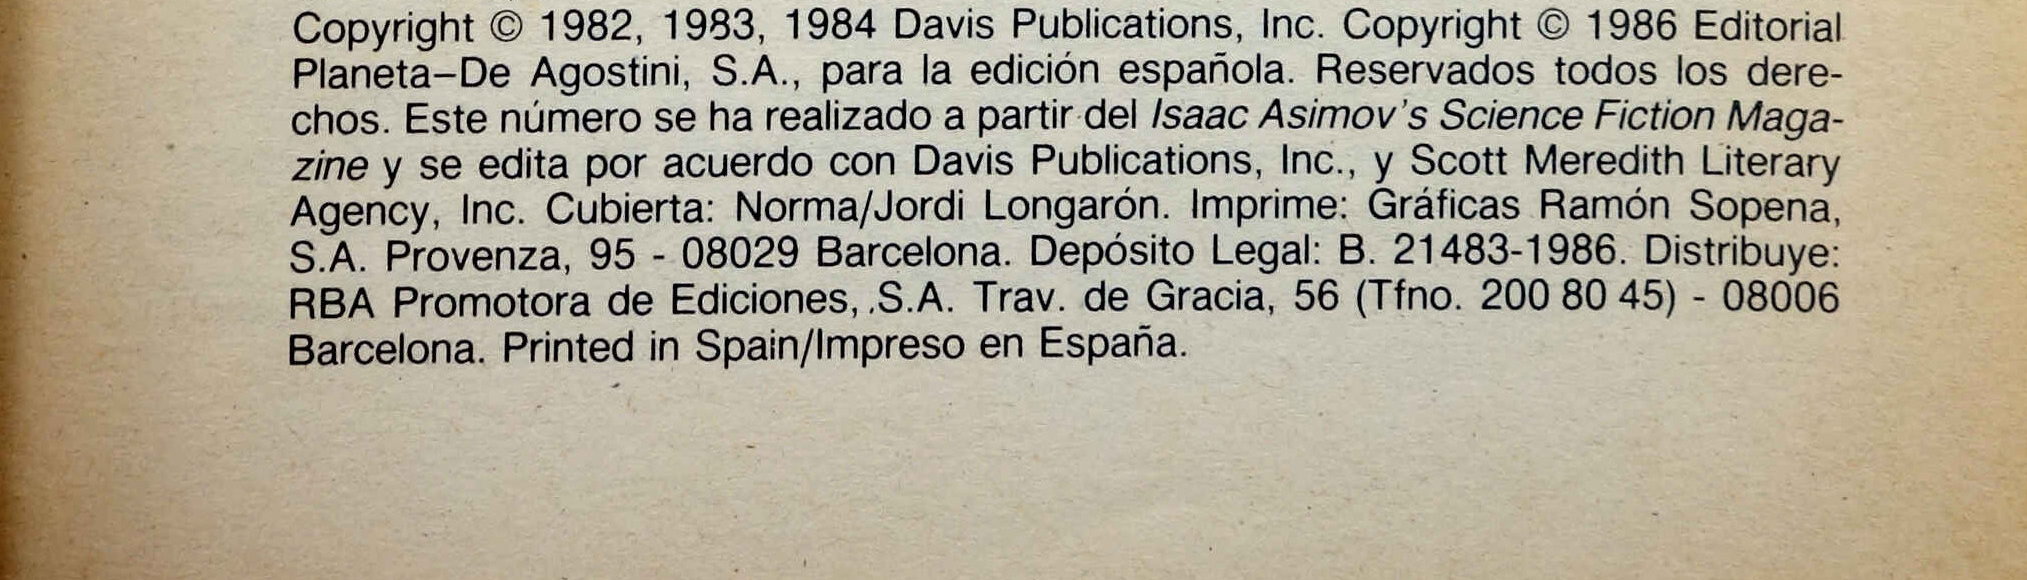 Copyright © 1982, 1983, 1984 Davis Publications, Inc. Copyright © 1986 Editorial
Planeta–De Agostini, S.A., para la edición española. Reservados todos los dere-
chos. Este número se ha realizado a partir del Isaac Asimov's Science Fiction Maga-
zine y se edita por acuerdo con Davis Publications, Inc., y Scott Meredith Literary
Agency, Inc. Cubierta: Norma/Jordi Longarón. Imprime: Gráficas Ramón Sopena,
S.A. Provenza, 95 - 08029 Barcelona. Depósito Legal: B. 21483-1986. Distribuye:
RBA Promotora de Ediciones, S.A. Trav. de Gracia, 56 (Tfno. 200 80 45) - 08006
Barcelona. Printed in Spain/Impreso en España.